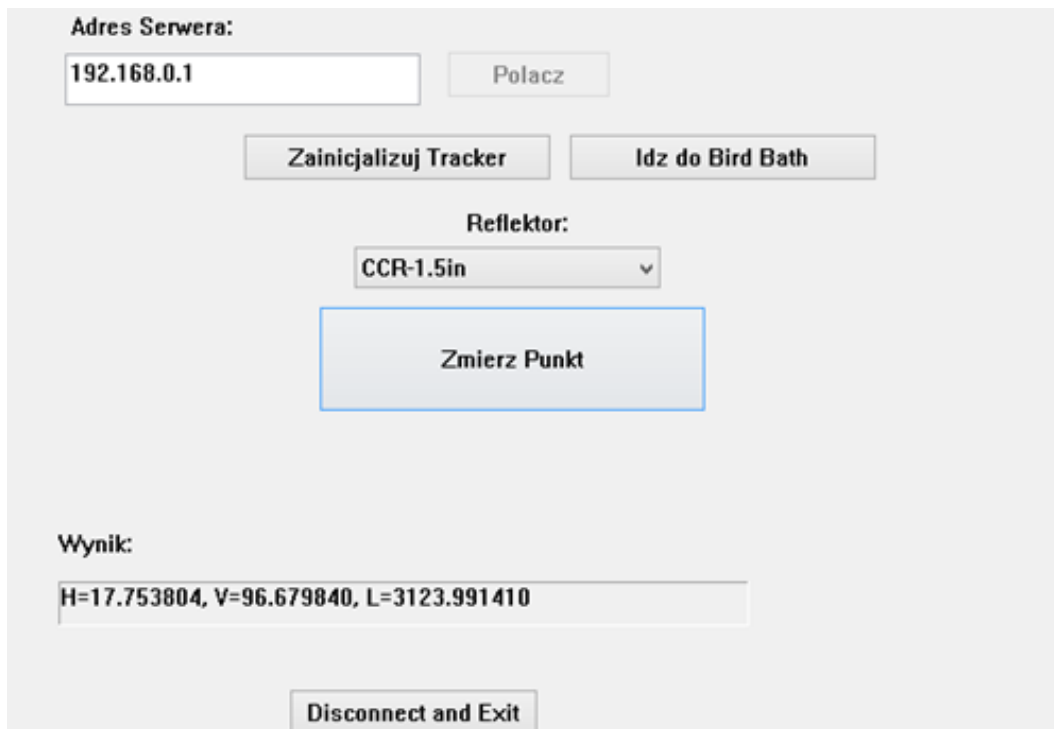 Adres Serwera:
192.168.0.1
Polacz
Zainicjalizuj Tracker
Idz do Bird Bath
Reflektor:
CCR-1.5in
Zmierz Punkt
Wynik:
H=17.753804, V=96.679840, L=3123.991410
Disconnect and Exit